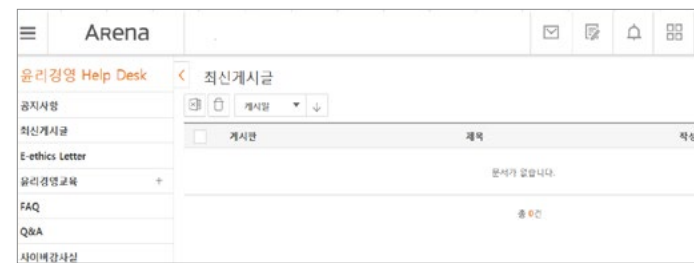 Arena
윤리경영 Help Desk
최신게시글
공지사항
게시일
최신게시글
게시판 제목 작성
E-ethics Letter
문서가 없습니다.
윤리경영교육 +
FAQ
총 0건
Q&A
사이버감사실